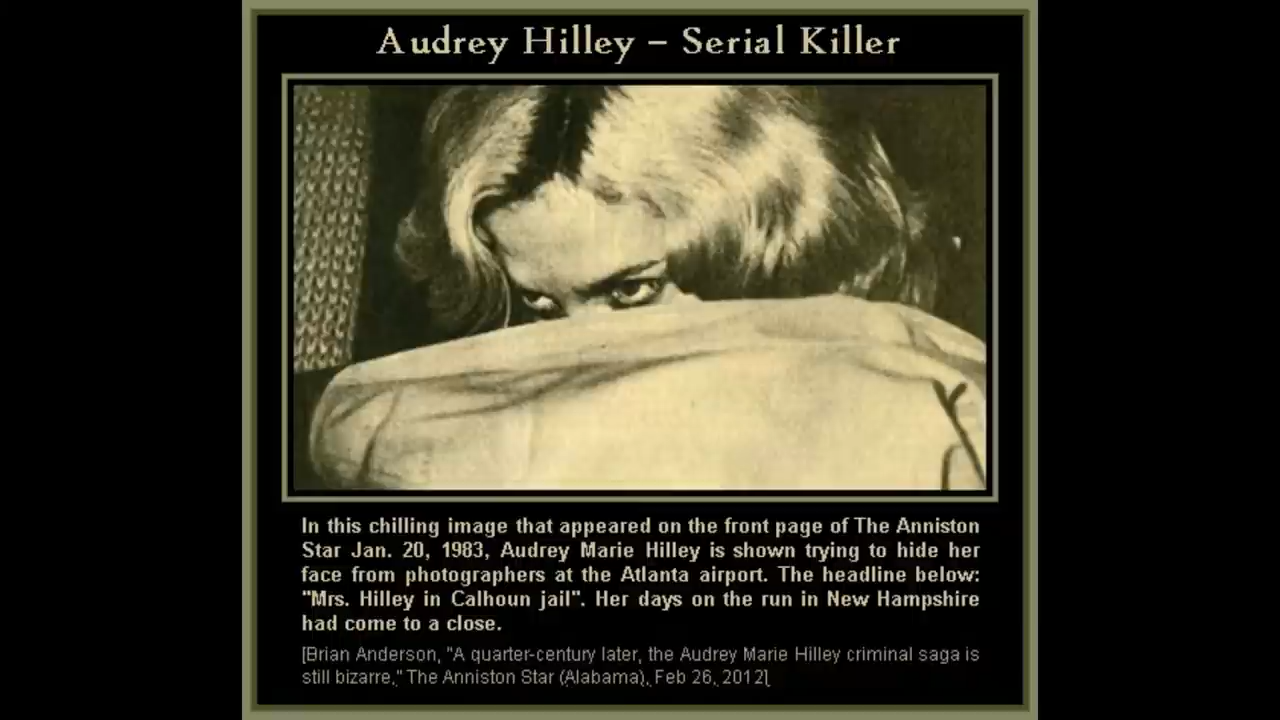 Audrey Hilley – Serial Killer
In this chilling image that appeared on the front page of The Anniston
Star Jan. 20, 1983, Audrey Marie Hilley is shown trying to hide her
face from photographers at the Atlanta airport. The headline below:
"Mrs. Hilley in Calhoun jail". Her days on the run in New Hampshire
had come to a close.
[Brian Anderson, "A quarter-century later, the Audrey Marie Hilley criminal saga is
still bizarre," The Anniston Star (Alabama), Feb 26, 2012]